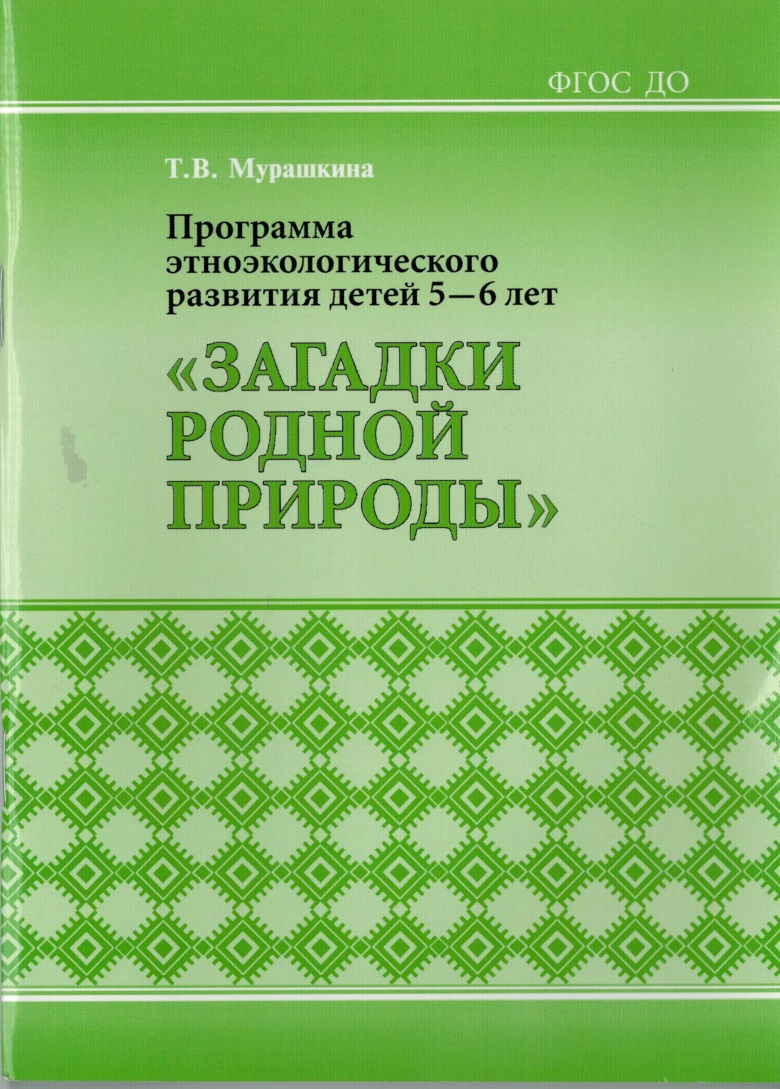 ФГОС ДО
Т.В. Мурашкина
Программа
этноэкологического
развития детей 5—6 лет
«ЗАГАДКИ
РОДНОЙ
ПРИРОДЫ»